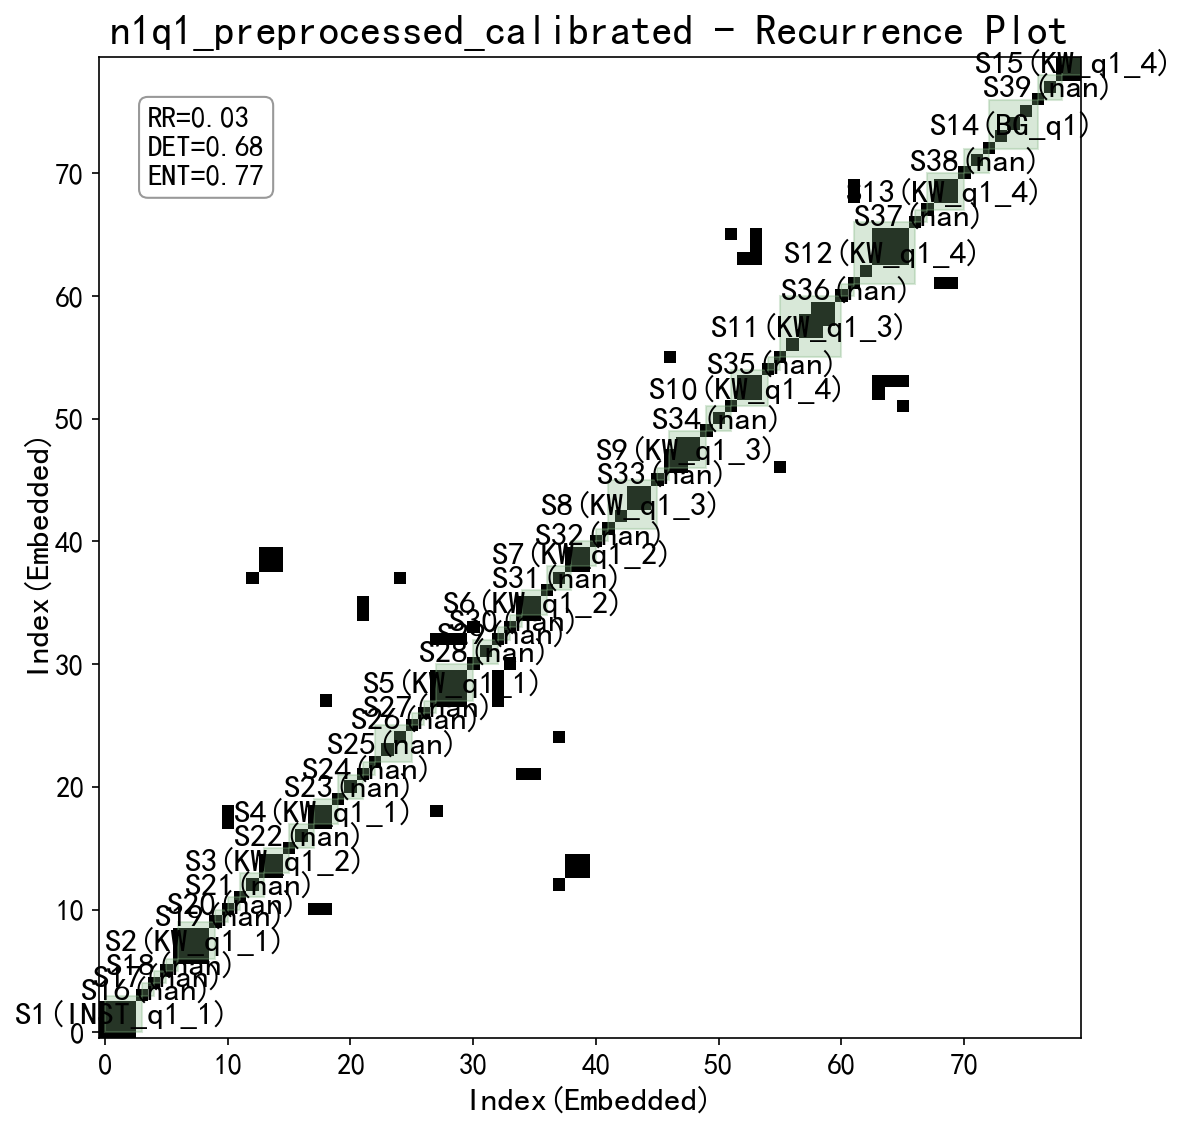 n1q1_preprocessed_calibrated - Recurrence Plot
RR=0.03
DET=0.68
ENT=0.77
S15(KW_q1_4)
S39(nan)
S14(BG_q1)
S38(nan)
S13(KW_q1_4)
S37(nan)
S12(KW_q1_4)
S36(nan)
S11(KW_q1_3)
S35(nan)
S10(KW_q1_4)
S34(nan)
S9(KW_q1_3)
S33(nan)
S8(KW_q1_3)
S32(nan)
S7(KW_q1_2)
S31(nan)
S6(KW_q1_2)
S30(nan)
S29(nan)
S28(nan)
S5(KW_q1_1)
S27(nan)
S26(nan)
S25(nan)
S24(nan)
S23(nan)
S4(KW_q1_1)
S22(nan)
S3(KW_q1_2)
S21(nan)
S20(nan)
S19(nan)
S2(KW_q1_1)
S18(nan)
S17(nan)
S16(nan)
S1(INST_q1_1)
70
60
50
40
30
20
10
0
Index(Embedded)
0 10 20 30 40 50 60 70
Index(Embedded)